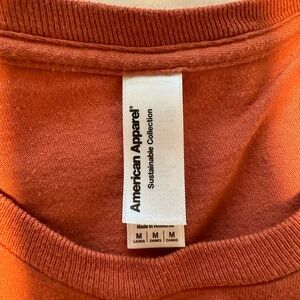 American Apparel®
Sustainable Collection
Made in Honduras
M M M
LADIES DAMES DAMAS